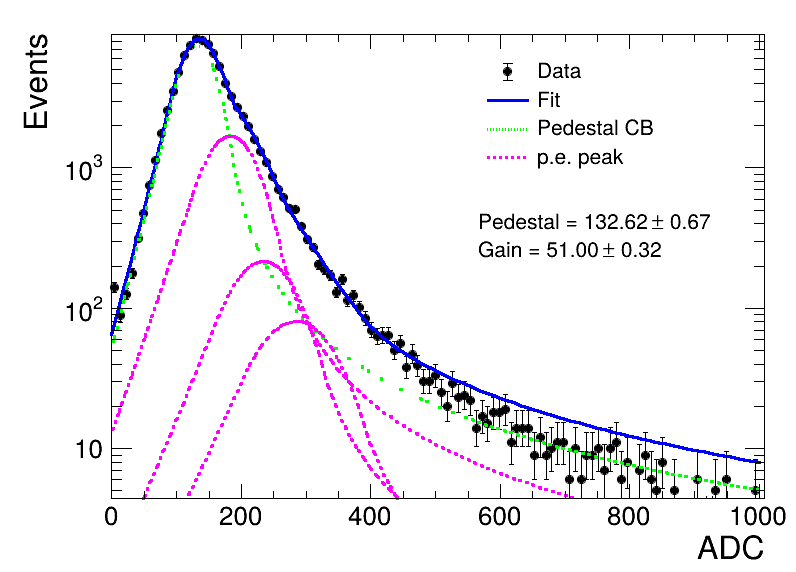 Events
10³
10²
10
Data
Fit
Pedestal CB
p.e. peak
Pedestal = 132.62 ± 0.67
Gain = 51.00 ± 0.32
0 200 400 600 800 1000
ADC